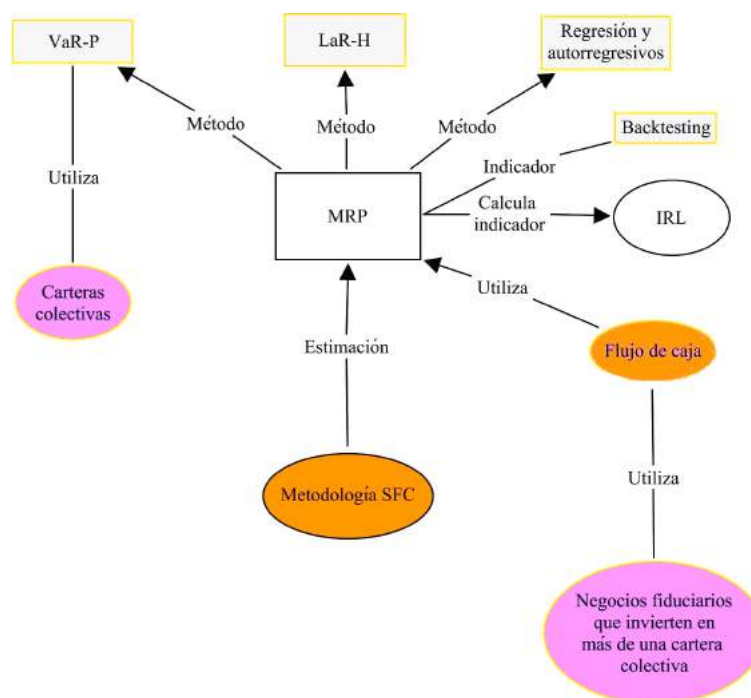 VaR-P
LaR-H
Regresión y
autorregresivos
Método
Método
Método
Backtesting
Indicador
Utiliza
MRP
Calcula
indicador
IRL
Carteras
colectivas
Utiliza
Estimación
Flujo de caja
Metodología SFC
Utiliza
Negocios fiduciarios
que invierten en
más de una cartera
colectiva